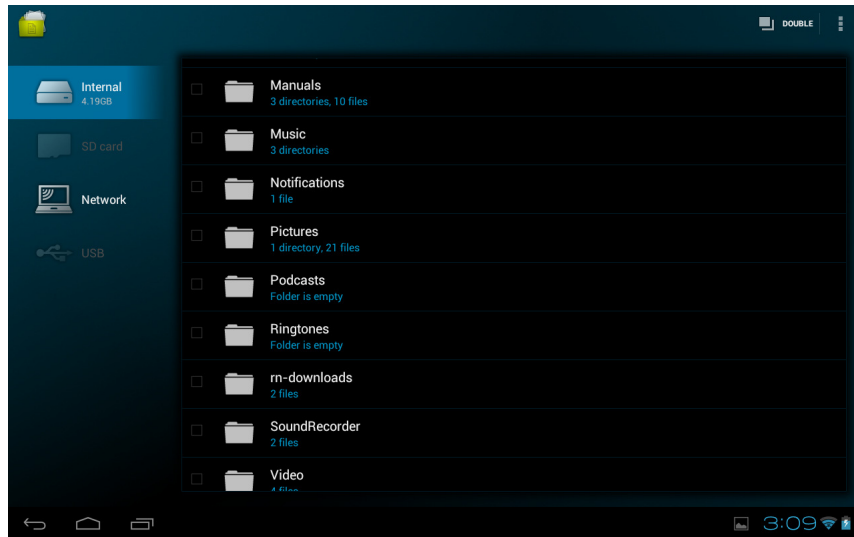 DOUBLE
Internal
4.19GB
SD card
Network
USB
Manuals
3 directories, 10 files
Music
3 directories
Notifications
1 file
Pictures
1 directory, 21 files
Podcasts
Folder is empty
Ringtones
Folder is empty
rn-downloads
2 files
SoundRecorder
2 files
Video
4 files
3:09